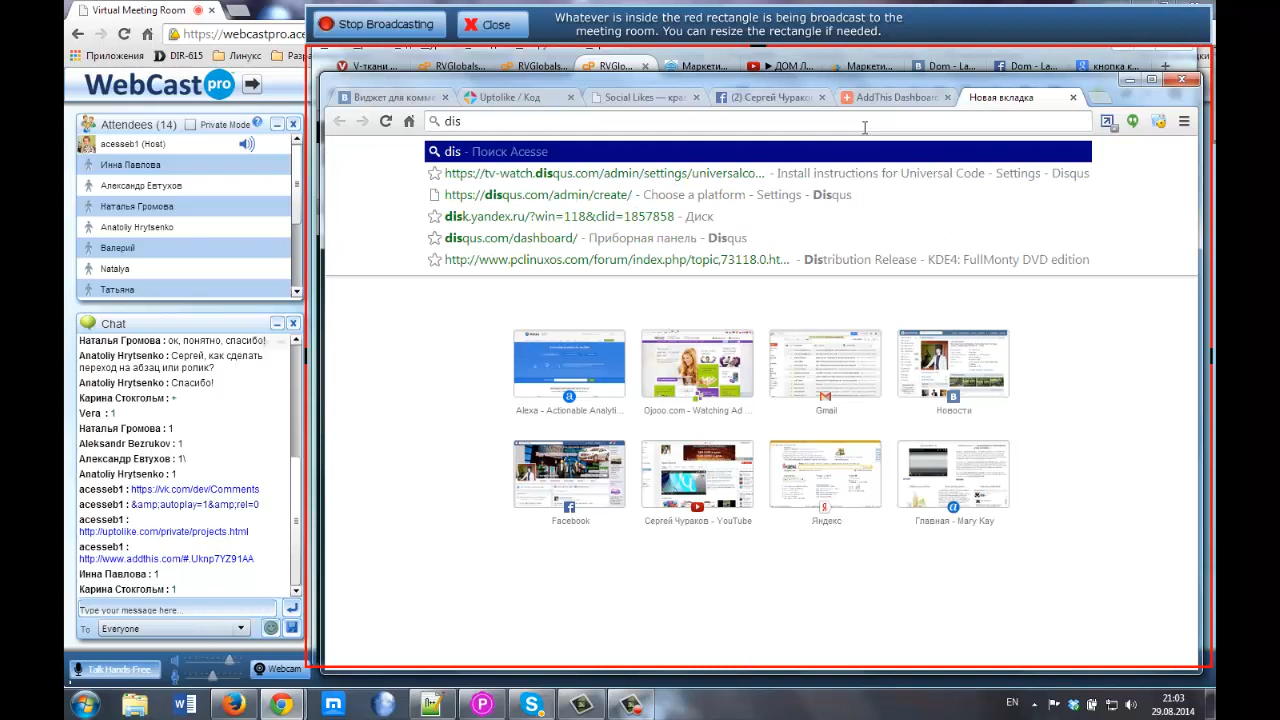 Virtual Meeting Room
Stop Broadcasting
Close
Whatever is inside the red rectangle is being broadcast to the
meeting room. You can resize the rectangle if needed.
https://webcastpro.ace
Приложения
DIR-615
Линукс
Разра
V-ткани
RVGlobals
RVGlobals
RVGlo
Маркети
ДОМ Л
Маркети
Dom - La
Dom - La
кнопка к
WebCast pro
Виджет для комме
Uptolike / Код
Social Likes — кра
(2) Сергей Чурако
AddThis Dashboar
Новая вкладка
dis
Attendees (14)
Private Mode
acesseb1 (Host)
Инна Павлова
Александр Евтухов
Наталья Громова
Anatoliy Hrytsenko
Валерий
Natalya
Татьяна
dis - Поиск Acesse
https://tv-watch.disqus.com/admin/settings/universalco... - Install instructions for Universal Code - Settings - Disqus
https://disqus.com/admin/create/ - Choose a platform - Settings - Disqus
disk.yandex.ru/?win=118&clid=1857858 - Диск
disqus.com/dashboard/ - Приборная панель - Disqus
http://www.pclinuxos.com/forum/index.php/topic,73118.0.ht... - Distribution Release - KDE4: FullMonty DVD edition
Chat
Наталья Громова : ок, понятно, спасибо!
Anatoliy Hrytsenko : Сергей, как сделать
переход на абзац или ролик?
Anatoliy Hrytsenko : Спасибо!
Карина Стокгольм : 1
Vera : 1
Наталья Громова : 1
Aleksandr Bezrukov : 1
Александр Евтухов : 1\
Anatoliy Hrytsenko : 1
acesseb1 : https://vk.com/dev/Comments
acesseb1 : &amp;autoplay=1&amp;rel=0
acesseb1 :
http://uptolike.com/private/projects.html
acesseb1 :
http://www.addthis.com/#.Uknp7YZ91AA
Инна Павлова : 1
Карина Стокгольм : 1
Type your message here...
To
Everyone
Talk Hands-Free
Webcam
Alexa - Actionable Analyti...
Ojooo.com - Watching Ad ...
Gmail
Новости
Facebook
Сергей Чураков - YouTube
Яндекс
Главная - Mary Kay
EN
21:03
29.08.2014